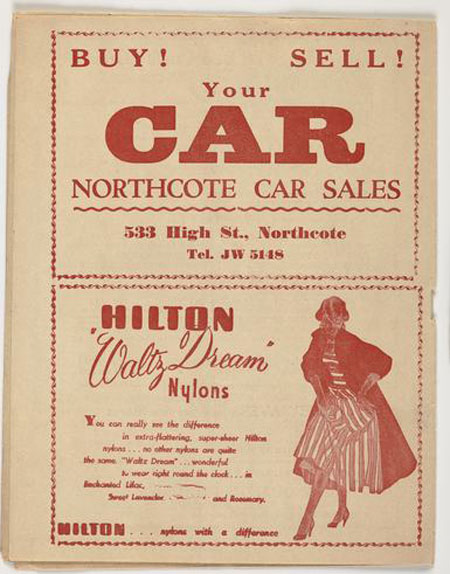 BUY! SELL!
Your
CAR
NORTHCOTE CAR SALES
533 High St., Northcote
Tel. JW 5148
HILTON
"Waltz Dream"
Nylons
You can really see the difference
in extra-flattering, super-sheer Hilton
nylons . . . no other nylons are quite
the same. "Waltz Dream" . . . wonderful
to wear right round the clock . . . in
Enchanted Lilac,
Sweet Lavender and Rosemary.
HILTON . . . nylons with a difference